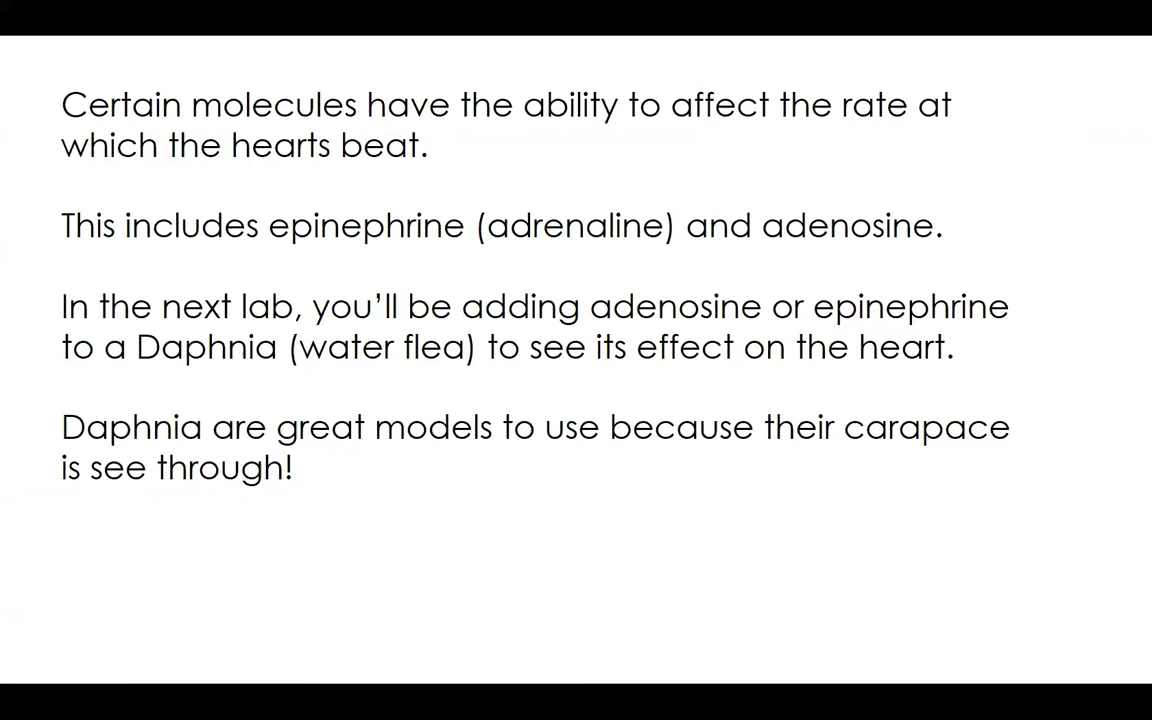 Certain molecules have the ability to affect the rate at
which the hearts beat.
This includes epinephrine (adrenaline) and adenosine.
In the next lab, you’ll be adding adenosine or epinephrine
to a Daphnia (water flea) to see its effect on the heart.
Daphnia are great models to use because their carapace
is see through!